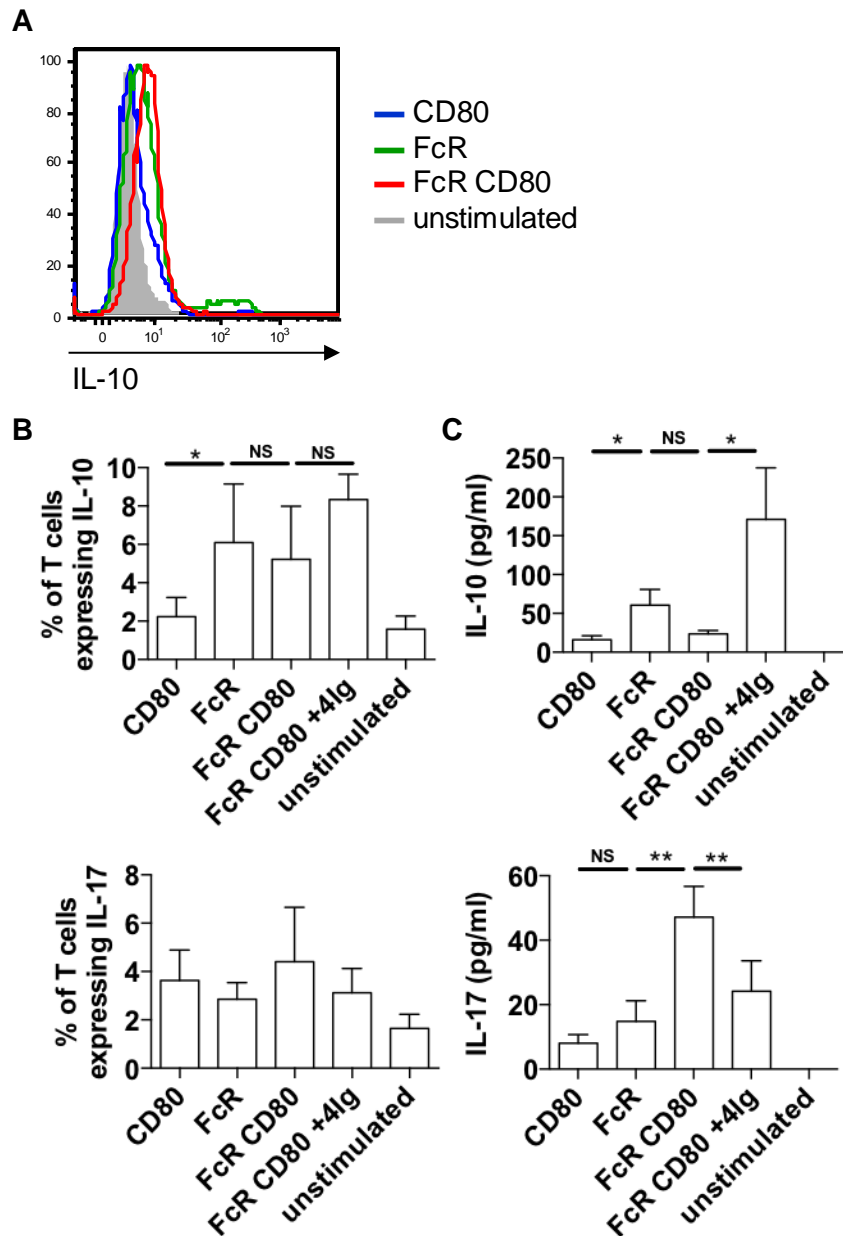 A
100
80
60
40
20
0
0 10¹ 10² 10³
IL-10
CD80
FcR
FcR CD80
unstimulated
B
* NS NS
% of T cells
expressing IL-10
10
8
6
4
2
0
CD80
FcR
FcR CD80
FcR CD80 +4Ig
unstimulated
C
* NS *
IL-10 (pg/ml)
250
200
150
100
50
0
CD80
FcR
FcR CD80
FcR CD80 +4Ig
unstimulated
% of T cells
expressing IL-17
8
6
4
2
0
CD80
FcR
FcR CD80
FcR CD80 +4Ig
unstimulated
NS ** **
IL-17 (pg/ml)
60
40
20
0
CD80
FcR
FcR CD80
FcR CD80 +4Ig
unstimulated